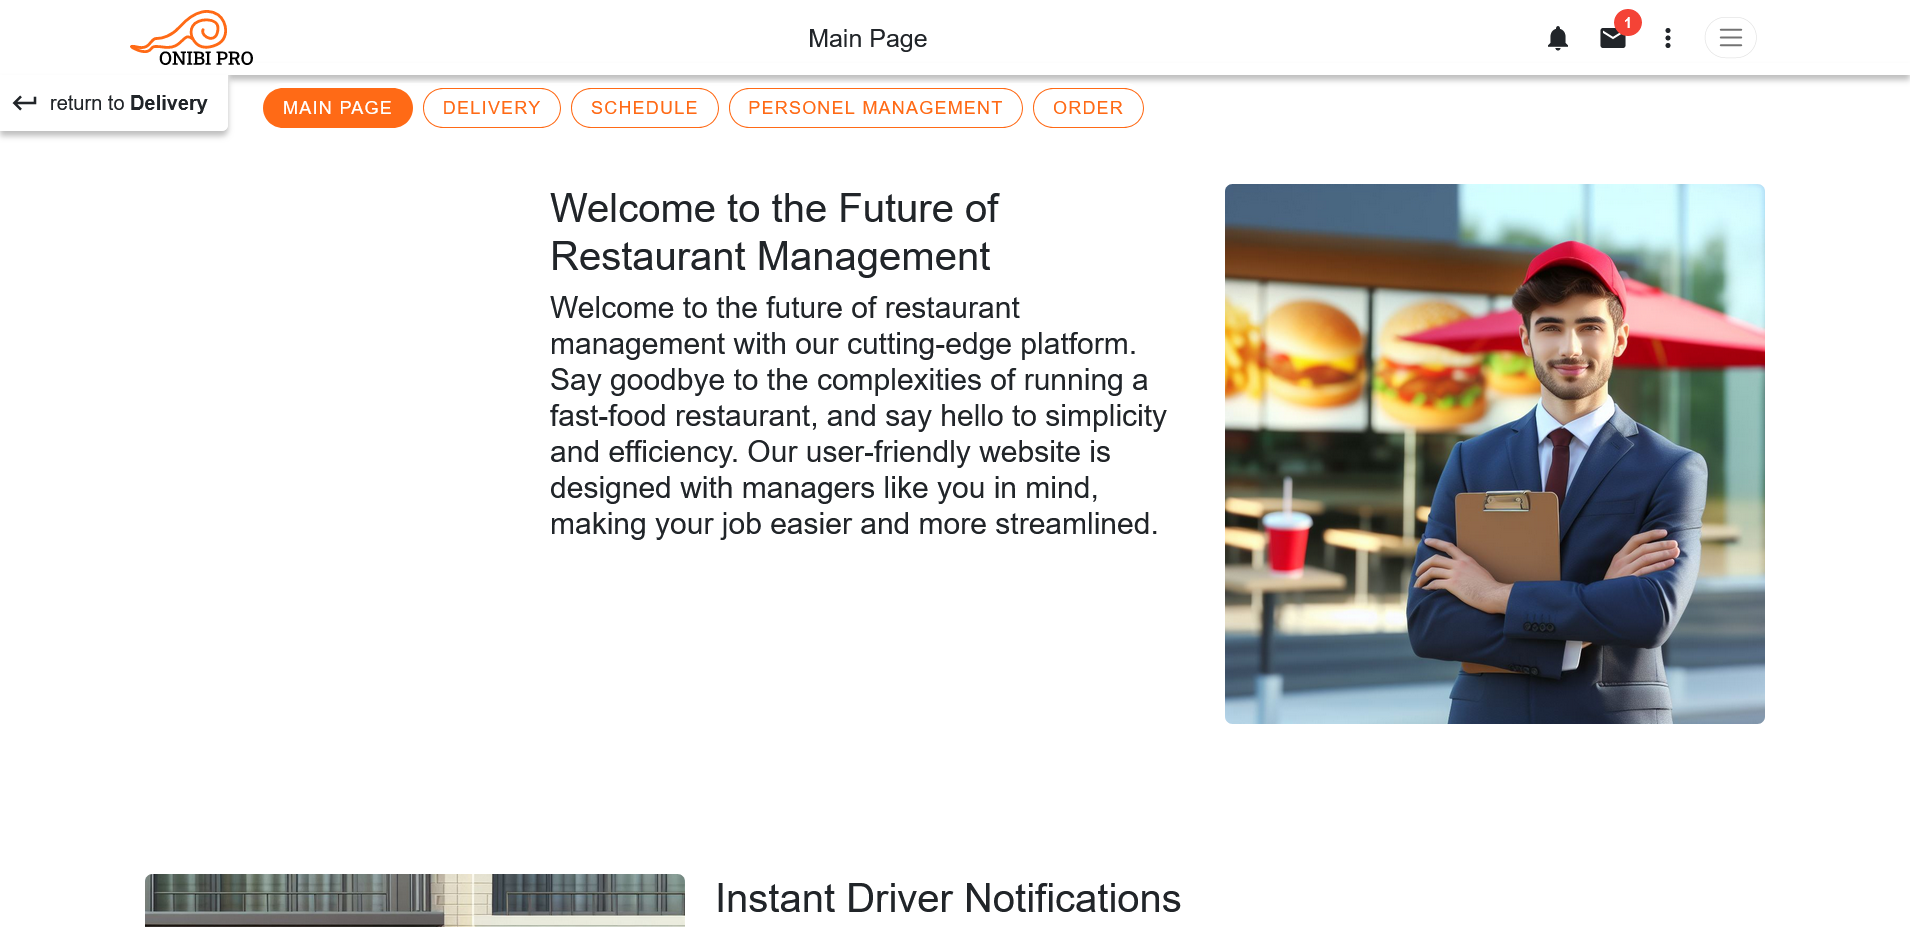 ONIBI PRO
Main Page
1
return to Delivery
MAIN PAGE
DELIVERY
SCHEDULE
PERSONEL MANAGEMENT
ORDER
Welcome to the Future of
Restaurant Management
Welcome to the future of restaurant
management with our cutting-edge platform.
Say goodbye to the complexities of running a
fast-food restaurant, and say hello to simplicity
and efficiency. Our user-friendly website is
designed with managers like you in mind,
making your job easier and more streamlined.
Instant Driver Notifications